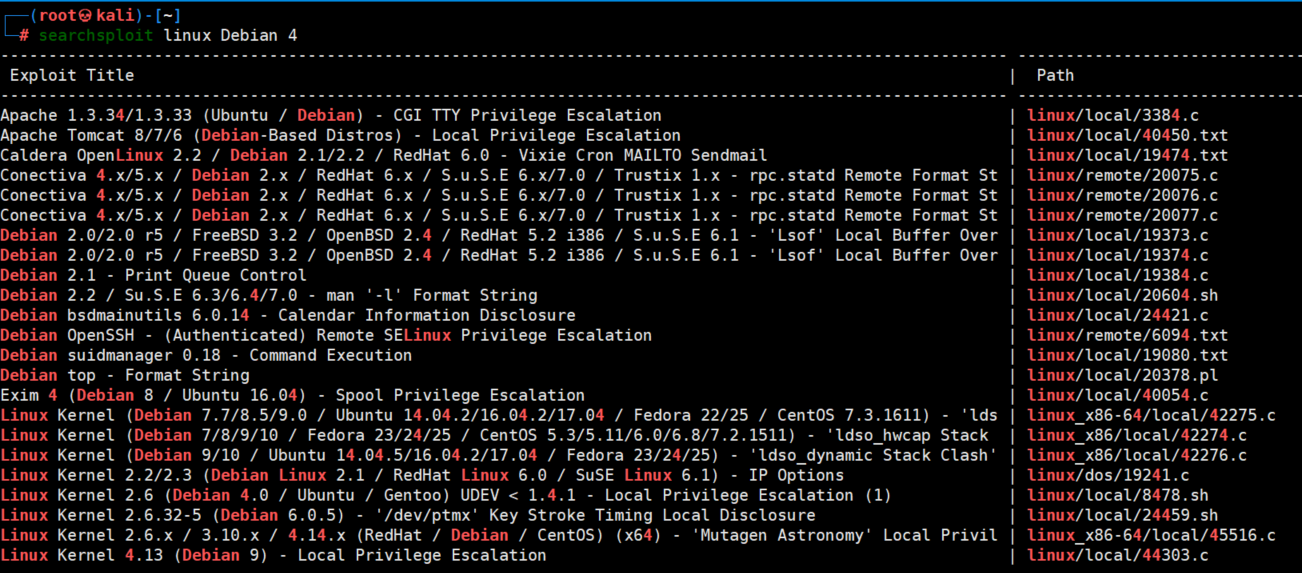 (root㉿kali)-[~]
# searchsploit linux Debian 4
Exploit Title | Path
Apache 1.3.34/1.3.33 (Ubuntu / Debian) - CGI TTY Privilege Escalation | linux/local/3384.c
Apache Tomcat 8/7/6 (Debian-Based Distros) - Local Privilege Escalation | linux/local/40450.txt
Caldera OpenLinux 2.2 / Debian 2.1/2.2 / RedHat 6.0 - Vixie Cron MAILTO Sendmail | linux/local/19474.txt
Conectiva 4.x/5.x / Debian 2.x / RedHat 6.x / S.u.S.E 6.x/7.0 / Trustix 1.x - rpc.statd Remote Format St | linux/remote/20075.c
Conectiva 4.x/5.x / Debian 2.x / RedHat 6.x / S.u.S.E 6.x/7.0 / Trustix 1.x - rpc.statd Remote Format St | linux/remote/20076.c
Conectiva 4.x/5.x / Debian 2.x / RedHat 6.x / S.u.S.E 6.x/7.0 / Trustix 1.x - rpc.statd Remote Format St | linux/remote/20077.c
Debian 2.0/2.0 r5 / FreeBSD 3.2 / OpenBSD 2.4 / RedHat 5.2 i386 / S.u.S.E 6.1 - 'Lsof' Local Buffer Over | linux/local/19373.c
Debian 2.0/2.0 r5 / FreeBSD 3.2 / OpenBSD 2.4 / RedHat 5.2 i386 / S.u.S.E 6.1 - 'Lsof' Local Buffer Over | linux/local/19374.c
Debian 2.1 - Print Queue Control | linux/local/19384.c
Debian 2.2 / Su.S.E 6.3/6.4/7.0 - man '-l' Format String | linux/local/20604.sh
Debian bsdmainutils 6.0.14 - Calendar Information Disclosure | linux/local/24421.c
Debian OpenSSH - (Authenticated) Remote SELinux Privilege Escalation | linux/remote/6094.txt
Debian suidmanager 0.18 - Command Execution | linux/local/19080.txt
Debian top - Format String | linux/local/20378.pl
Exim 4 (Debian 8 / Ubuntu 16.04) - Spool Privilege Escalation | linux/local/40054.c
Linux Kernel (Debian 7.7/8.5/9.0 / Ubuntu 14.04.2/16.04.2/17.04 / Fedora 22/25 / CentOS 7.3.1611) - 'lds | linux_x86-64/local/42275.c
Linux Kernel (Debian 7/8/9/10 / Fedora 23/24/25 / CentOS 5.3/5.11/6.0/6.8/7.2.1511) - 'ldso_hwcap Stack | linux_x86/local/42274.c
Linux Kernel (Debian 9/10 / Ubuntu 14.04.5/16.04.2/17.04 / Fedora 23/24/25) - 'ldso_dynamic Stack Clash' | linux_x86/local/42276.c
Linux Kernel 2.2/2.3 (Debian Linux 2.1 / RedHat Linux 6.0 / SuSE Linux 6.1) - IP Options | linux/dos/19241.c
Linux Kernel 2.6 (Debian 4.0 / Ubuntu / Gentoo) UDEV < 1.4.1 - Local Privilege Escalation (1) | linux/local/8478.sh
Linux Kernel 2.6.32-5 (Debian 6.0.5) - '/dev/ptmx' Key Stroke Timing Local Disclosure | linux/local/24459.sh
Linux Kernel 2.6.x / 3.10.x / 4.14.x (RedHat / Debian / CentOS) (x64) - 'Mutagen Astronomy' Local Privil | linux_x86-64/local/45516.c
Linux Kernel 4.13 (Debian 9) - Local Privilege Escalation | linux/local/44303.c